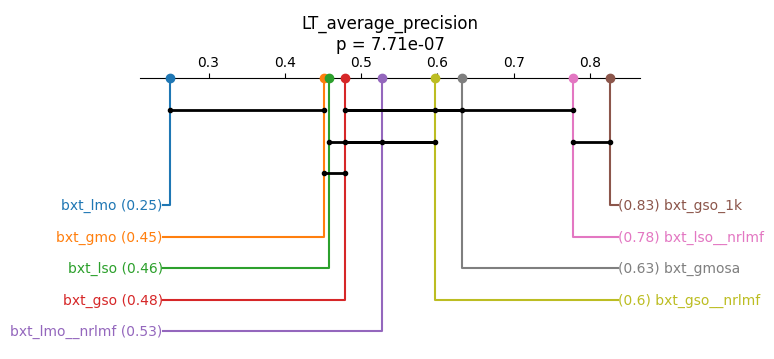 LT_average_precision
p = 7.71e-07
0.3 0.4 0.5 0.6 0.7 0.8
bxt_lmo (0.25) (0.83) bxt_gso_1k
bxt_gmo (0.45) (0.78) bxt_lso__nrlmf
bxt_lso (0.46) (0.63) bxt_gmosa
bxt_gso (0.48) (0.6) bxt_gso__nrlmf
bxt_lmo__nrlmf (0.53)